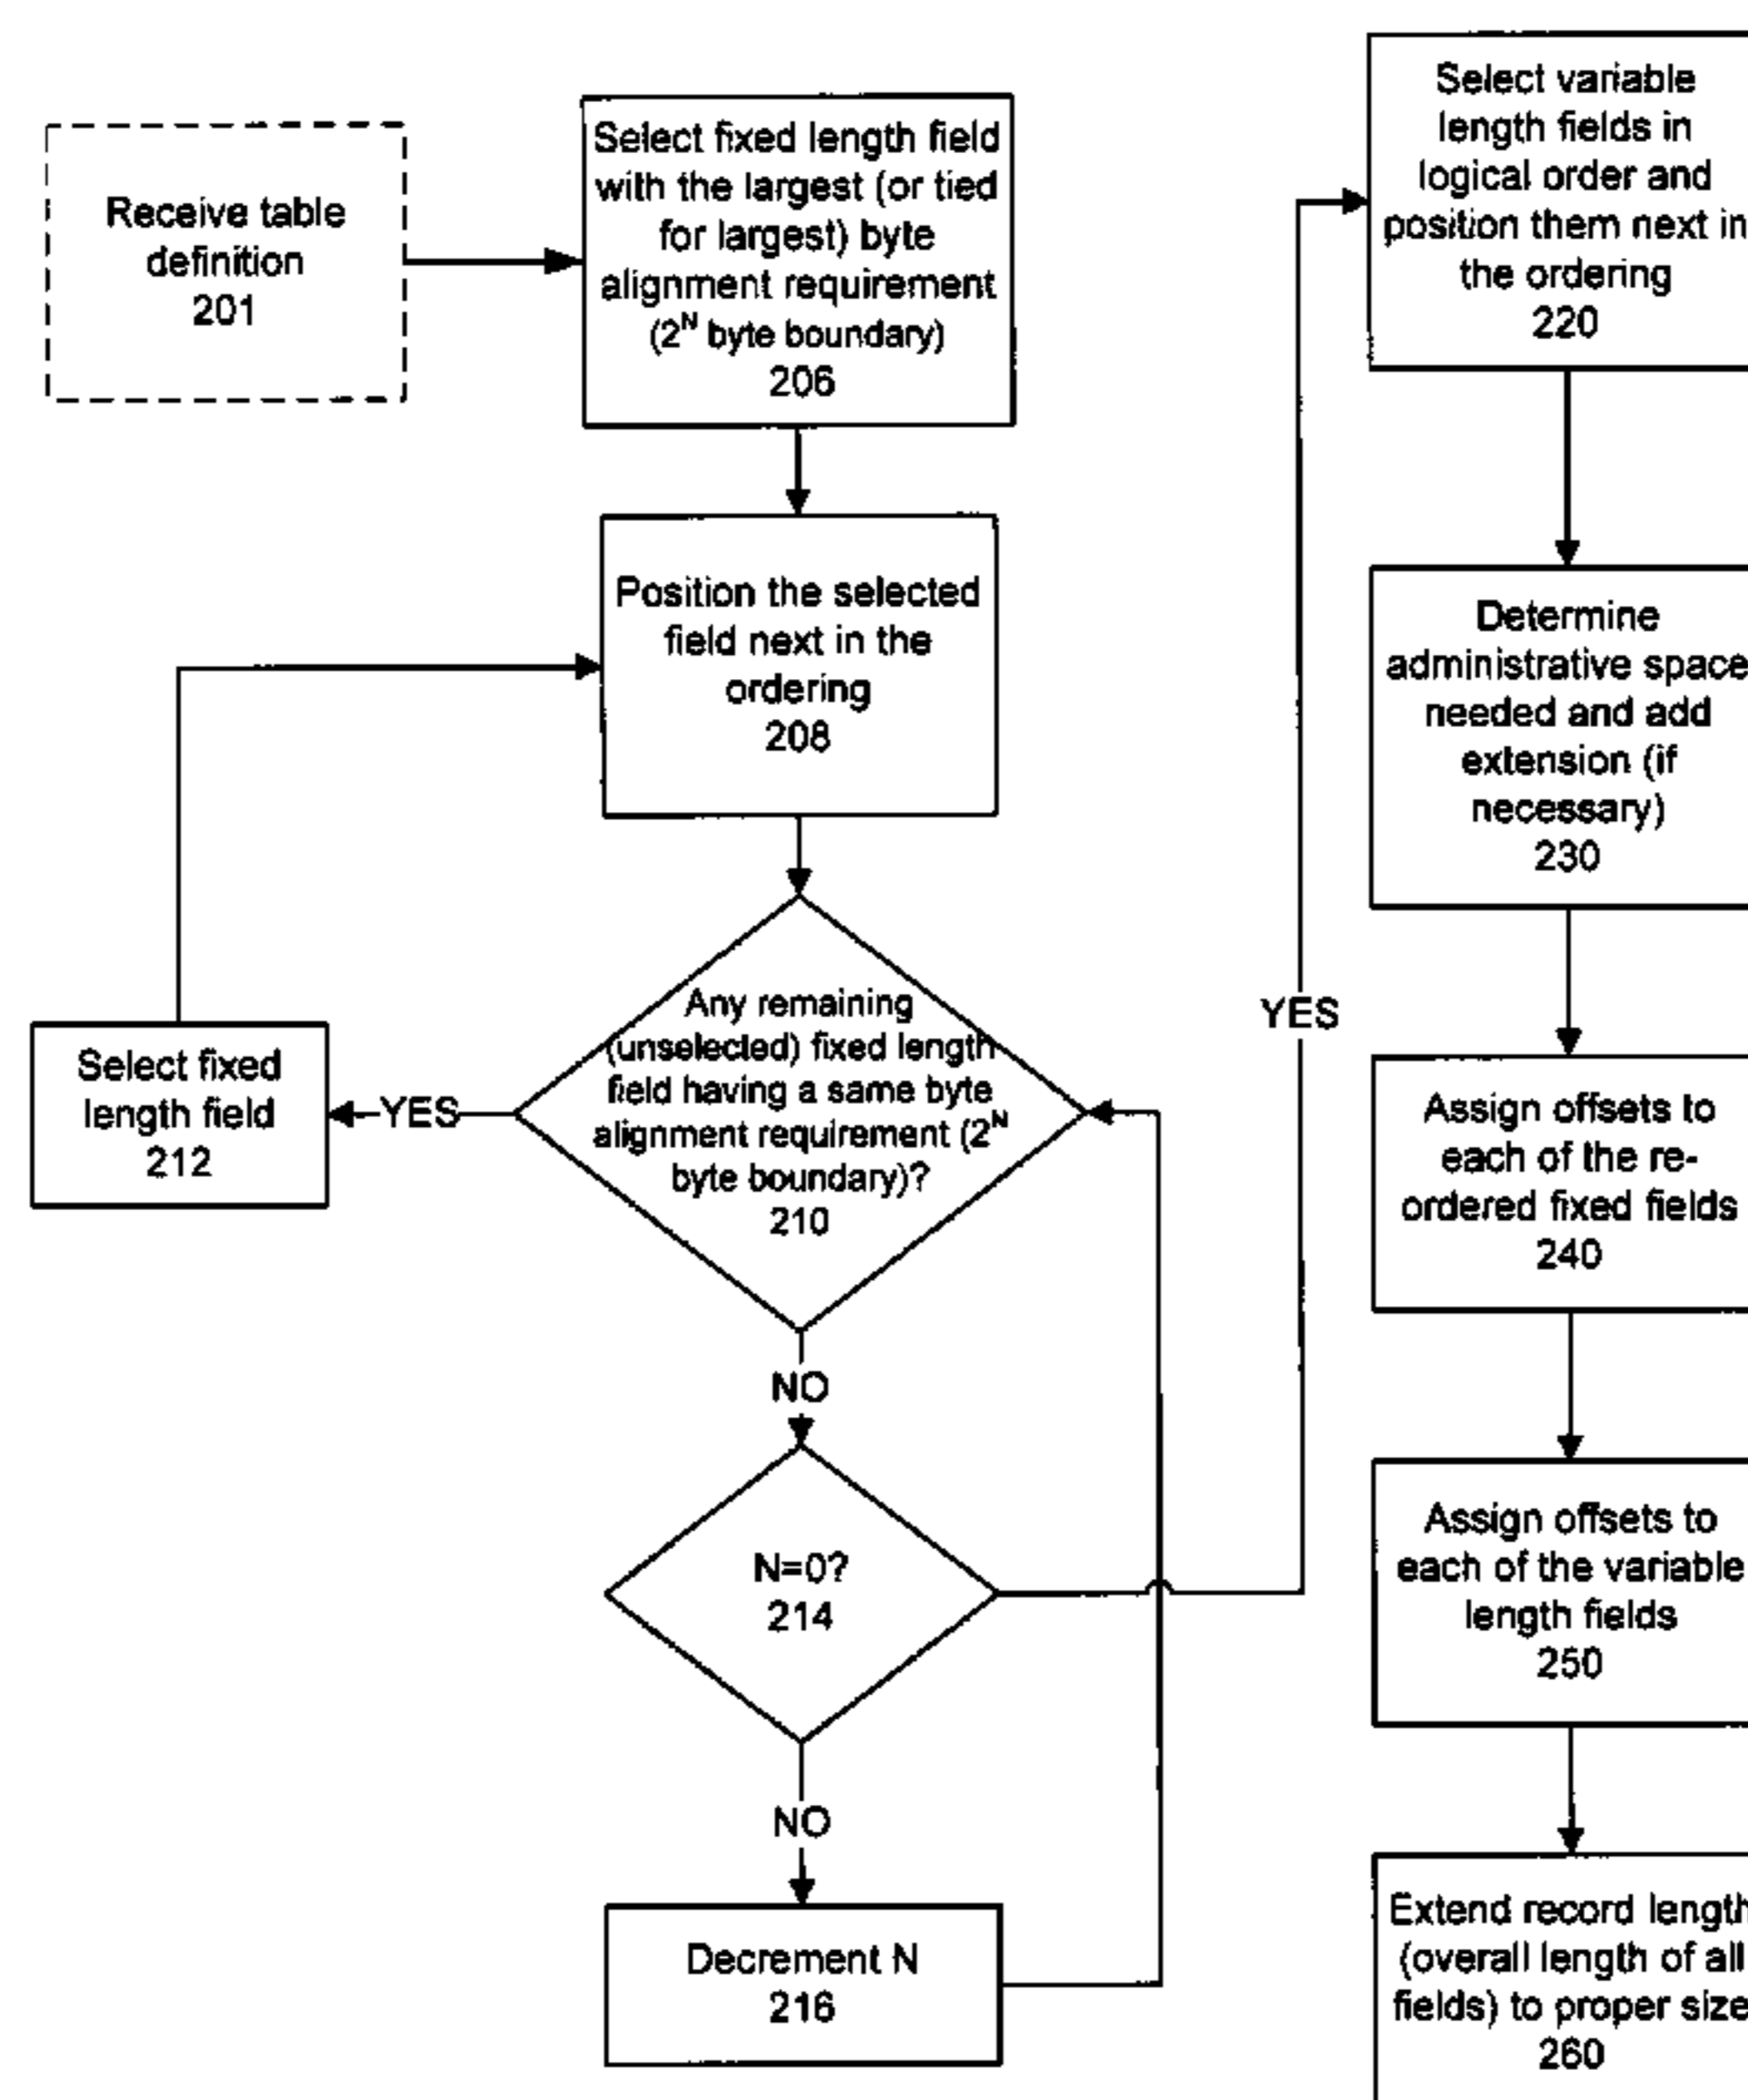 Receive table
definition
201
Select fixed length field
with the largest (or tied
for largest) byte
alignment requirement
(2^N byte boundary)
206
Position the selected
field next in the
ordering
208
Any remaining
(unselected) fixed length
field having a same byte
alignment requirement (2^N
byte boundary)?
210
YES
Select fixed
length field
212
NO
N=0?
214
NO
Decrement N
216
YES
Select variable
length fields in
logical order and
position them next in
the ordering
220
Determine
administrative space
needed and add
extension (if
necessary)
230
Assign offsets to
each of the re-
ordered fixed fields
240
Assign offsets to
each of the variable
length fields
250
Extend record length
(overall length of all
fields) to proper size
260